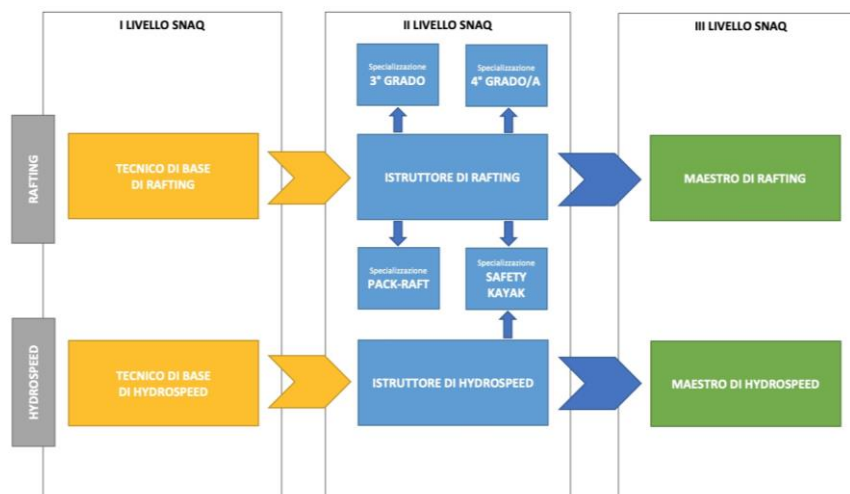 I LIVELLO SNAQ
II LIVELLO SNAQ
III LIVELLO SNAQ
Specializzazione
3° GRADO
Specializzazione
4° GRADO/A
RAFTING
TECNICO DI BASE
DI RAFTING
ISTRUTTORE DI RAFTING
MAESTRO DI RAFTING
Specializzazione
PACK-RAFT
Specializzazione
SAFETY
KAYAK
HYDROSPEED
TECNICO DI BASE
DI HYDROSPEED
ISTRUTTORE DI HYDROSPEED
MAESTRO DI HYDROSPEED